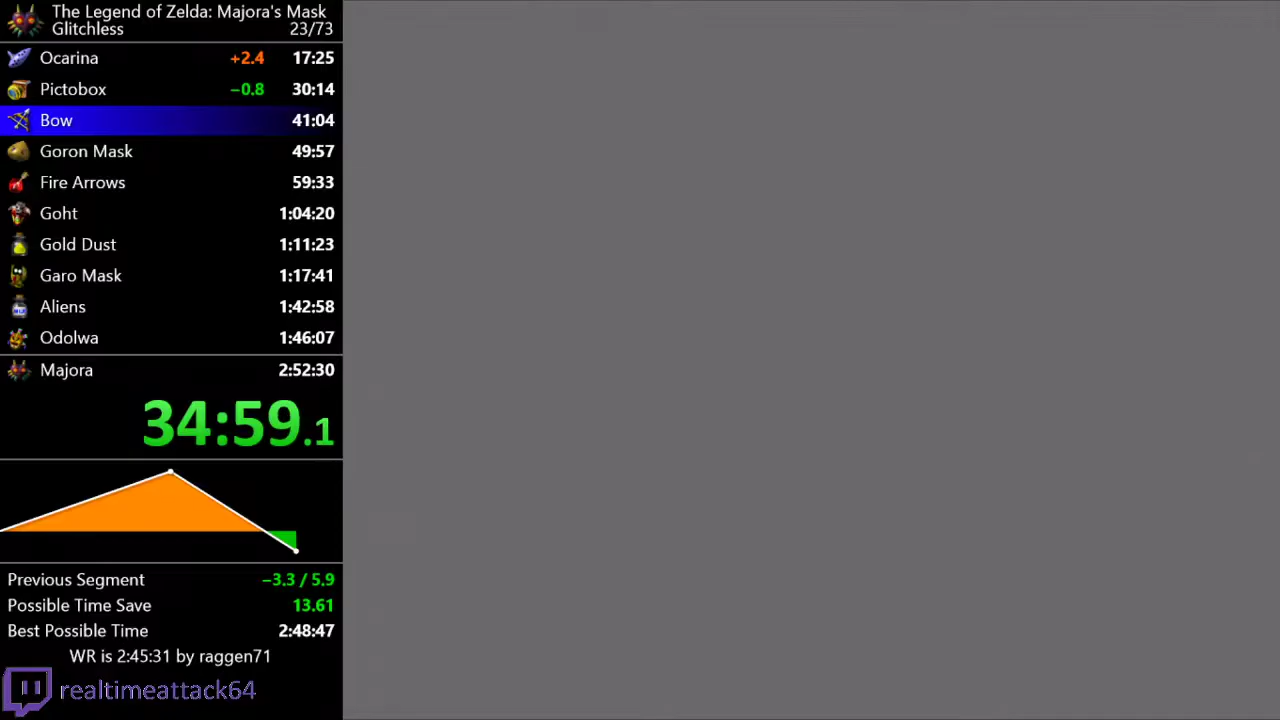 The Legend of Zelda: Majora's Mask
Glitchless 23/73
Ocarina +2.4 17:25
Pictobox −0.8 30:14
Bow 41:04
Goron Mask 49:57
Fire Arrows 59:33
Goht 1:04:20
Gold Dust 1:11:23
Garo Mask 1:17:41
Aliens 1:42:58
Odolwa 1:46:07
Majora 2:52:30
34:59.1
Previous Segment −3.3 / 5.9
Possible Time Save 13.61
Best Possible Time 2:48:47
WR is 2:45:31 by raggen71
realtimeattack64